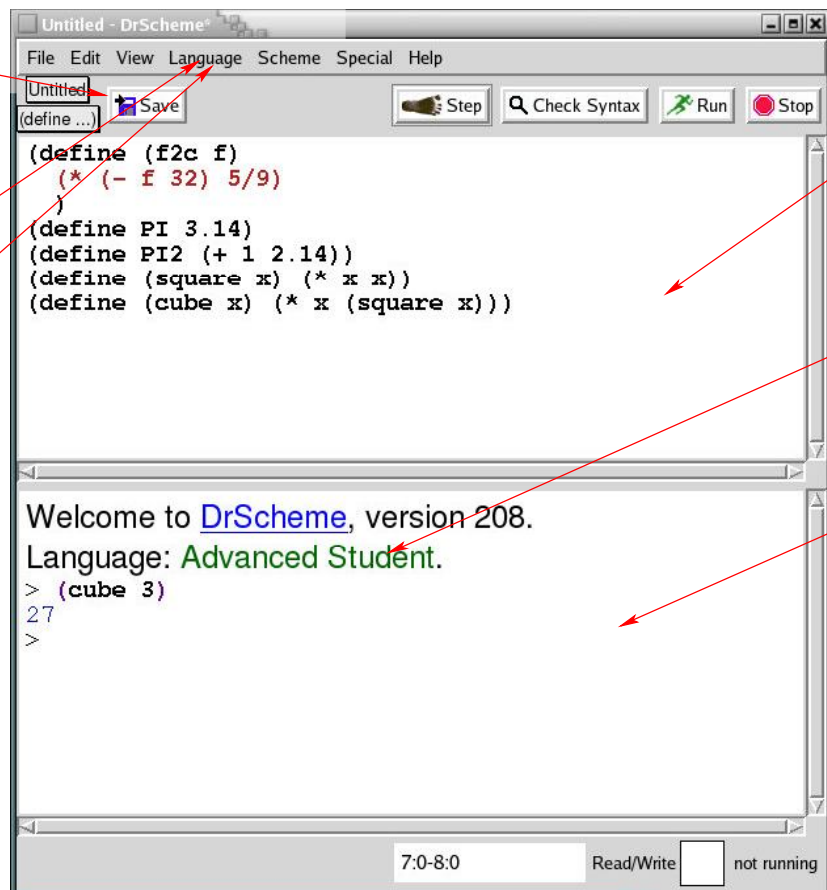 Untitled - DrScheme*
File Edit View Language Scheme Special Help
Untitled
(define ...)
Save
Step
Check Syntax
Run
Stop
(define (f2c f)
(* (- f 32) 5/9)
)
(define PI 3.14)
(define PI2 (+ 1 2.14))
(define (square x) (* x x))
(define (cube x) (* x (square x)))
Welcome to DrScheme, version 208.
Language: Advanced Student.
> (cube 3)
27
>
7:0-8:0
Read/Write
not running